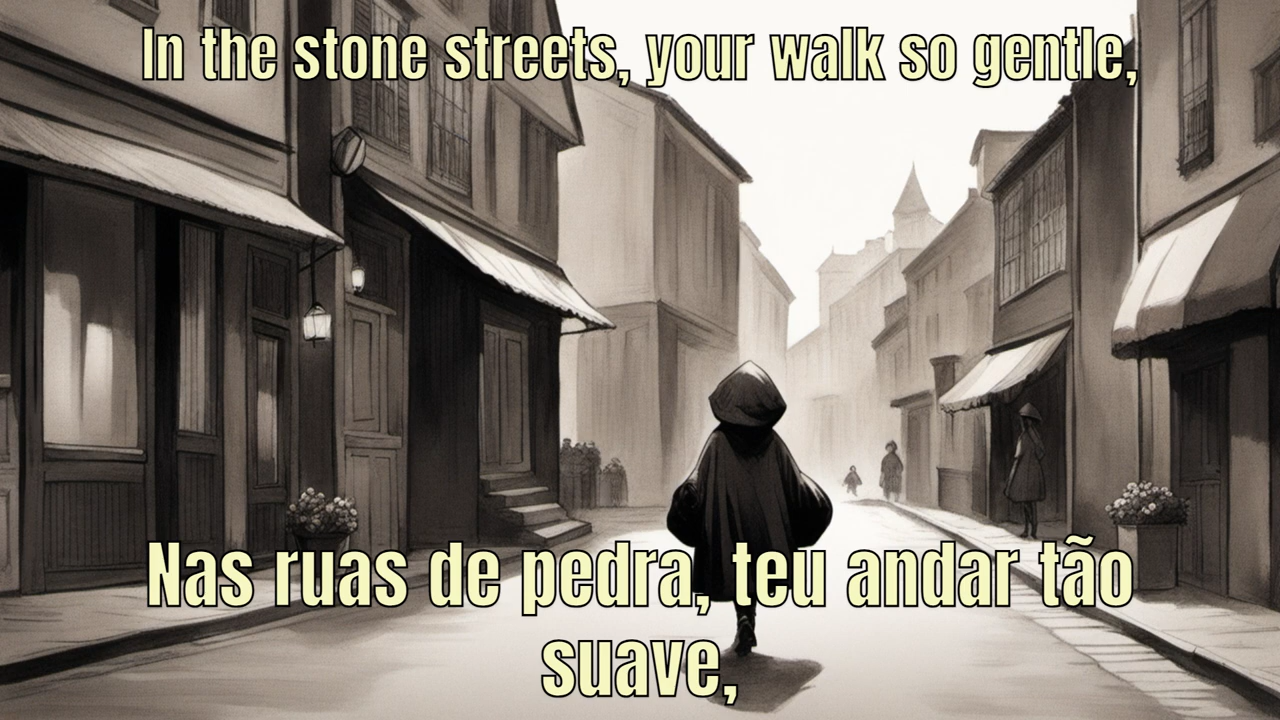 In the stone streets, your walk so gentle,
Nas ruas de pedra, teu andar tão
suave,